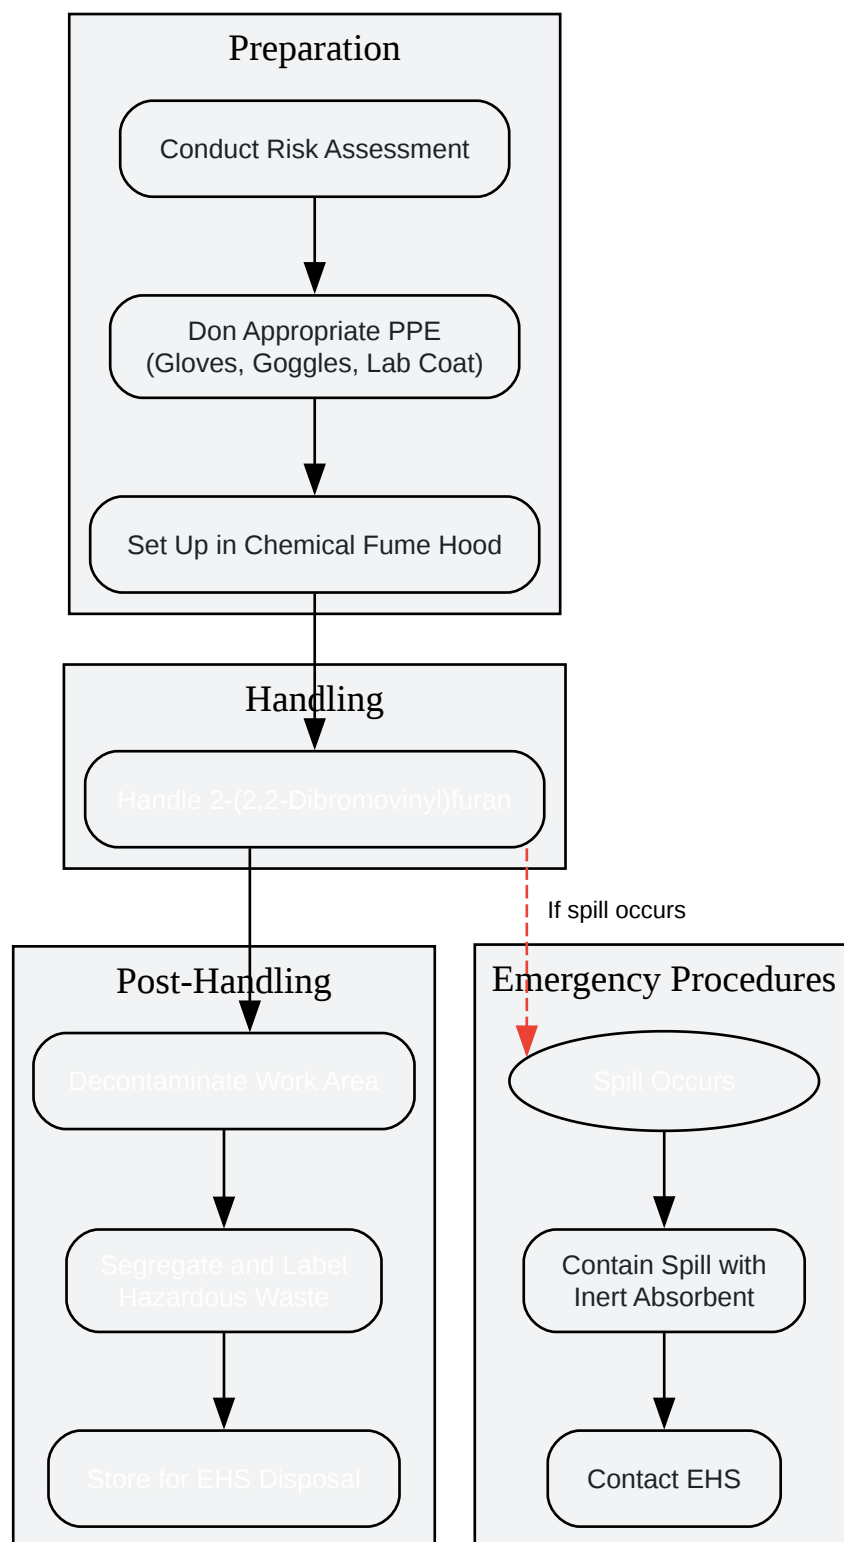 Preparation
Conduct Risk Assessment
Don Appropriate PPE
(Gloves, Goggles, Lab Coat)
Set Up in Chemical Fume Hood
Handling
Handle 2-(2,2-Dibromovinyl)furan
If spill occurs
Post-Handling
Decontaminate Work Area
Segregate and Label
Hazardous Waste
Store for EHS Disposal
Emergency Procedures
Spill Occurs
Contain Spill with
Inert Absorbent
Contact EHS